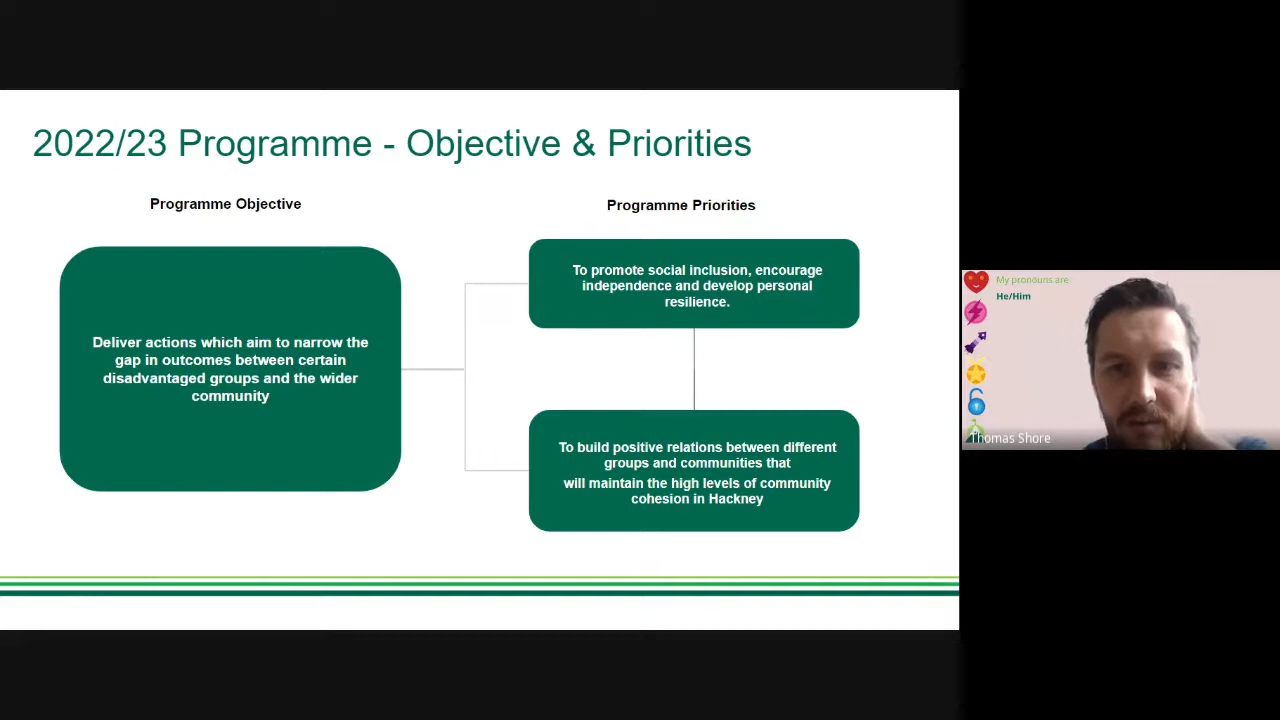 2022/23 Programme - Objective & Priorities
Programme Objective
Programme Priorities
Deliver actions which aim to narrow the
gap in outcomes between certain
disadvantaged groups and the wider
community
To promote social inclusion, encourage
independence and develop personal
resilience.
To build positive relations between different
groups and communities that
will maintain the high levels of community
cohesion in Hackney
My pronouns are
He/Him
Thomas Shore